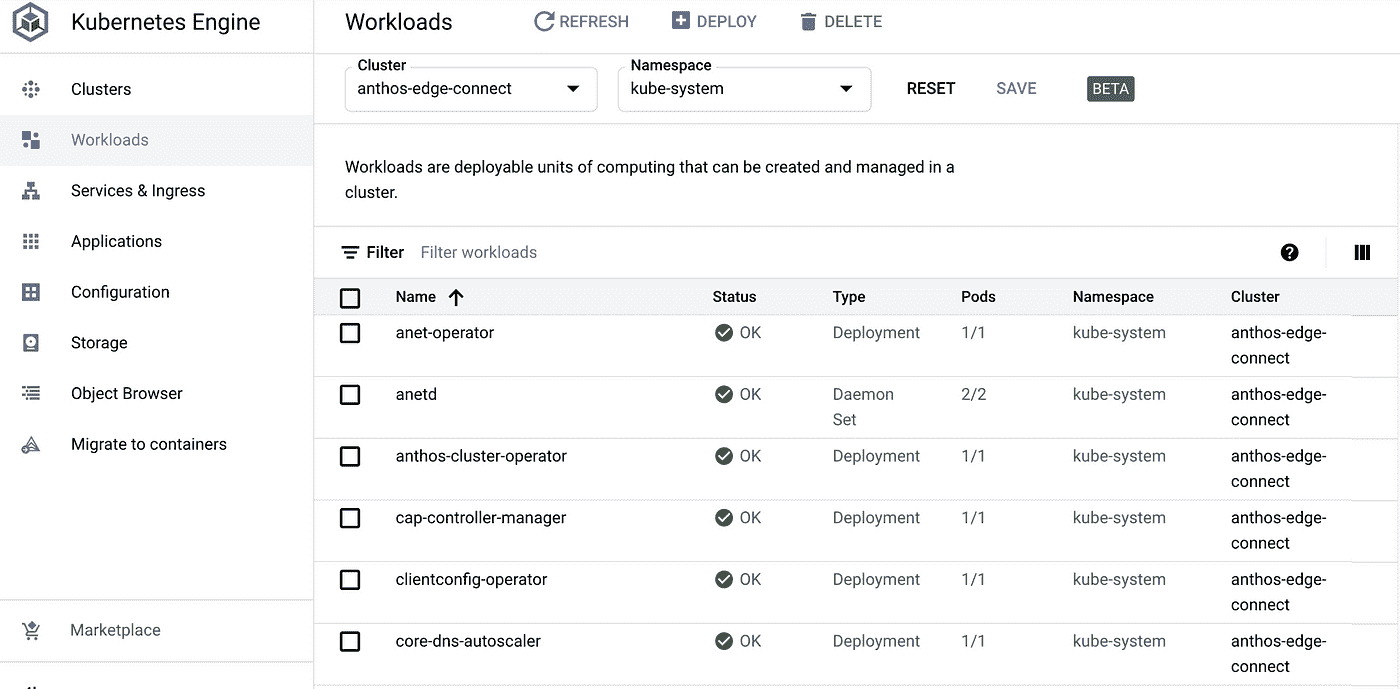 Kubernetes Engine
Workloads
REFRESH
DEPLOY
DELETE
Clusters
Workloads
Services & Ingress
Applications
Configuration
Storage
Object Browser
Migrate to containers
Marketplace
Cluster
anthos-edge-connect
Namespace
kube-system
RESET
SAVE
BETA
Workloads are deployable units of computing that can be created and managed in a
cluster.
Filter Filter workloads
Name Status Type Pods Namespace Cluster
anet-operator OK Deployment 1/1 kube-system anthos-edge-
connect
anetd OK Daemon 2/2 kube-system anthos-edge-
Set connect
anthos-cluster-operator OK Deployment 1/1 kube-system anthos-edge-
connect
cap-controller-manager OK Deployment 1/1 kube-system anthos-edge-
connect
clientconfig-operator OK Deployment 1/1 kube-system anthos-edge-
connect
core-dns-autoscaler OK Deployment 1/1 kube-system anthos-edge-
connect